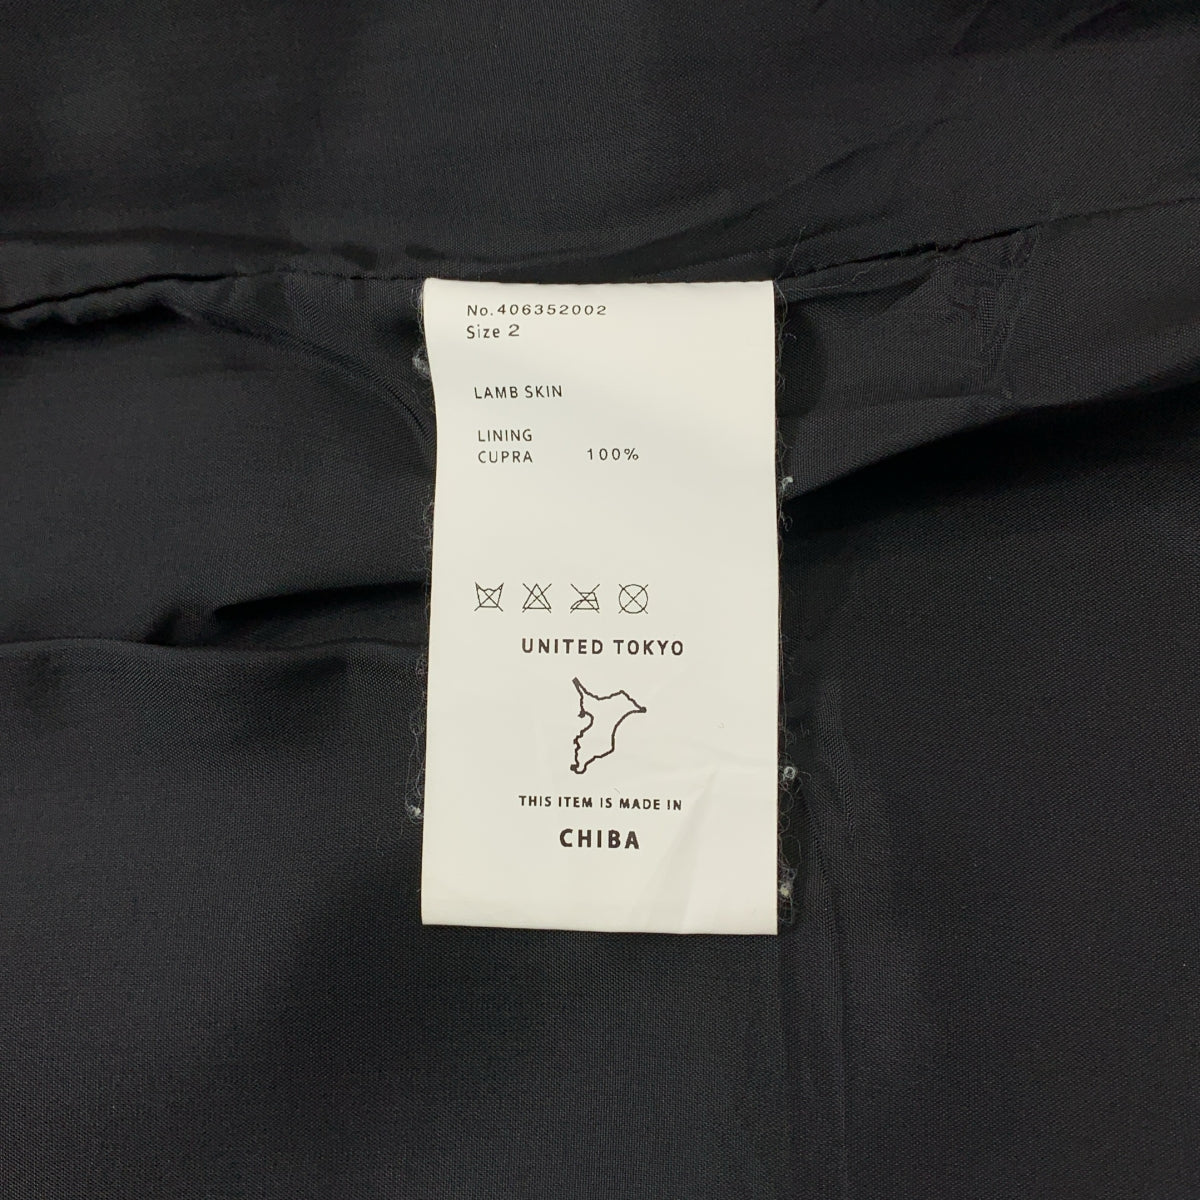 No.406352002
Size 2
LAMB SKIN
LINING
CUPRA 100%
UNITED TOKYO
THIS ITEM IS MADE IN
CHIBA